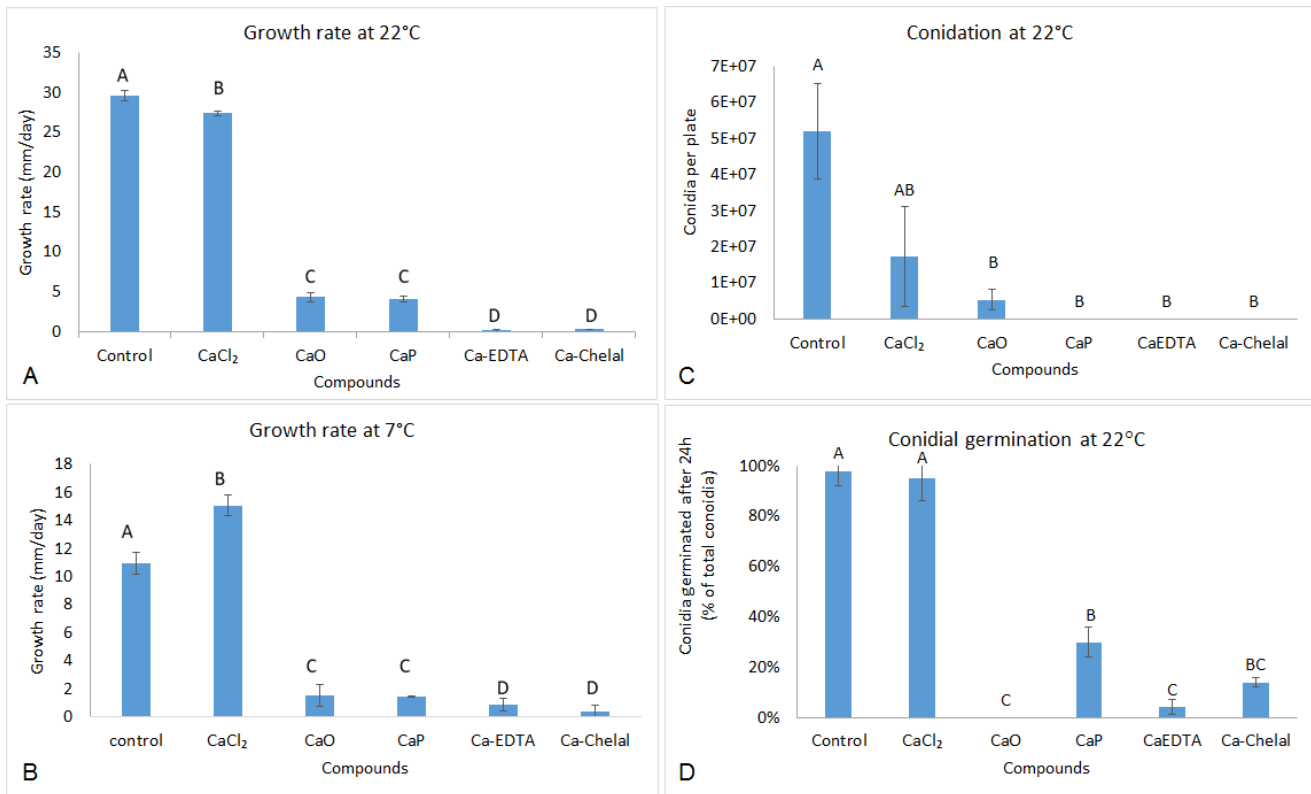 Growth rate at 22°C
Growth rate (mm/day)
35
30
25
20
15
10
5
0
A
B
C
C
D
D
Control CaCl₂ CaO CaP Ca-EDTA Ca-Chelal
Compounds
A
Conidation at 22°C
Conidia per plate
7E+07
6E+07
5E+07
4E+07
3E+07
2E+07
1E+07
0E+00
A
AB
B
B
B
B
Control CaCl₂ CaO CaP CaEDTA Ca-Chelal
Compounds
C
Growth rate at 7°C
Growth rate (mm/day)
18
16
14
12
10
8
6
4
2
0
A
B
C
C
D
D
control CaCl₂ CaO CaP Ca-EDTA Ca-Chelal
Compounds
B
Conidial germination at 22°C
Conidia germinated after 24h
(% of total conoidia)
100%
80%
60%
40%
20%
0%
A
A
C
B
C
BC
Control CaCl₂ CaO CaP CaEDTA Ca-Chelal
Compounds
D